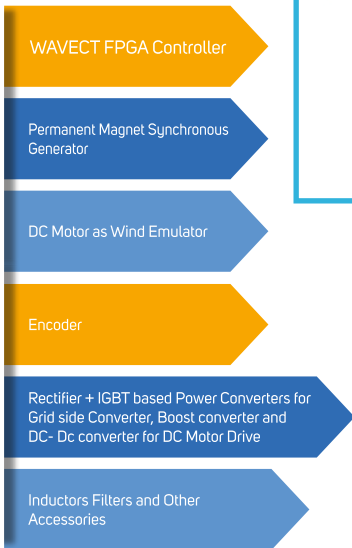 WAVECT FPGA Controller
Permanent Magnet Synchronous
Generator
DC Motor as Wind Emulator
Encoder
Rectifier + IGBT based Power Converters for
Grid side Converter, Boost converter and
DC- Dc converter for DC Motor Drive
Inductors Filters and Other
Accessories